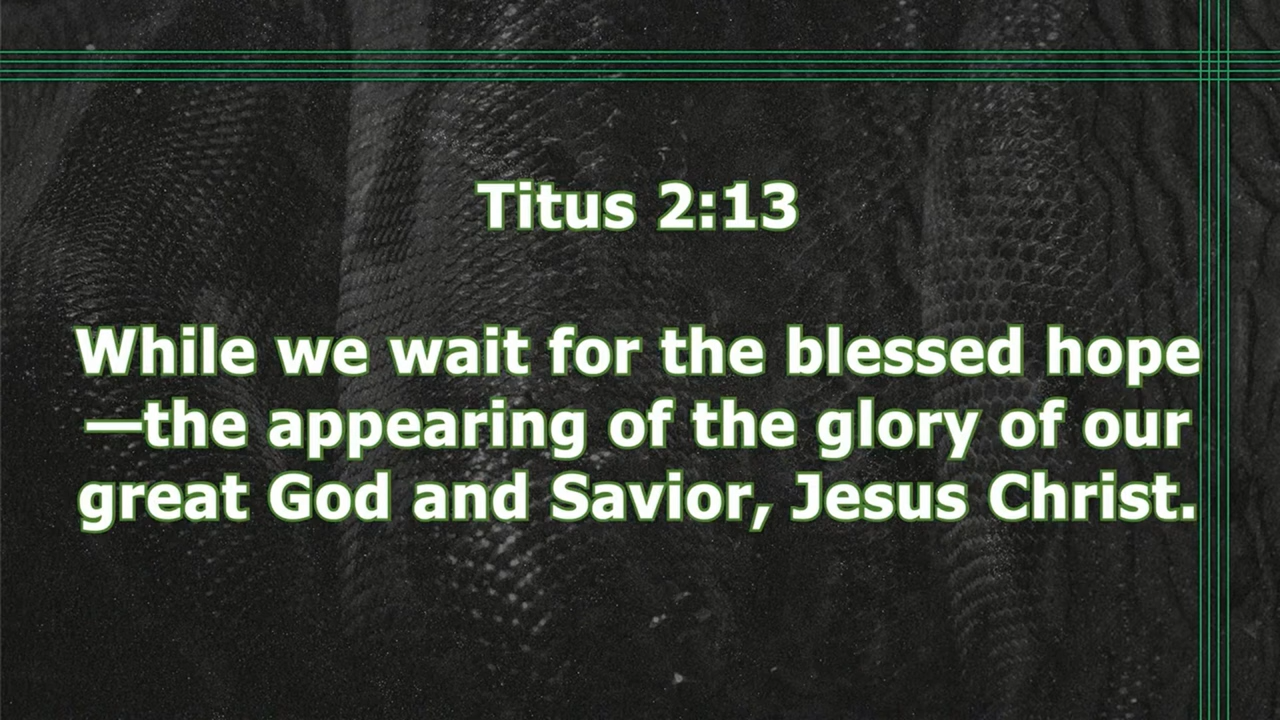 Titus 2:13
While we wait for the blessed hope
—the appearing of the glory of our
great God and Savior, Jesus Christ.